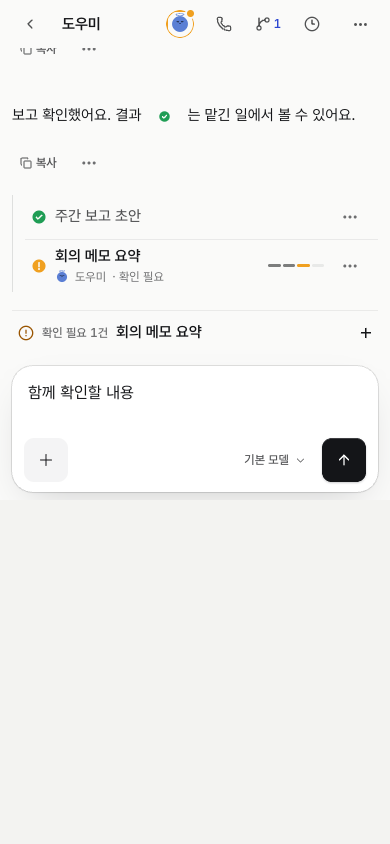 도우미
1
복사
보고 확인했어요. 결과 는 맡긴 일에서 볼 수 있어요.
복사
주간 보고 초안
회의 메모 요약
도우미 · 확인 필요
확인 필요 1건 회의 메모 요약
함께 확인할 내용
기본 모델